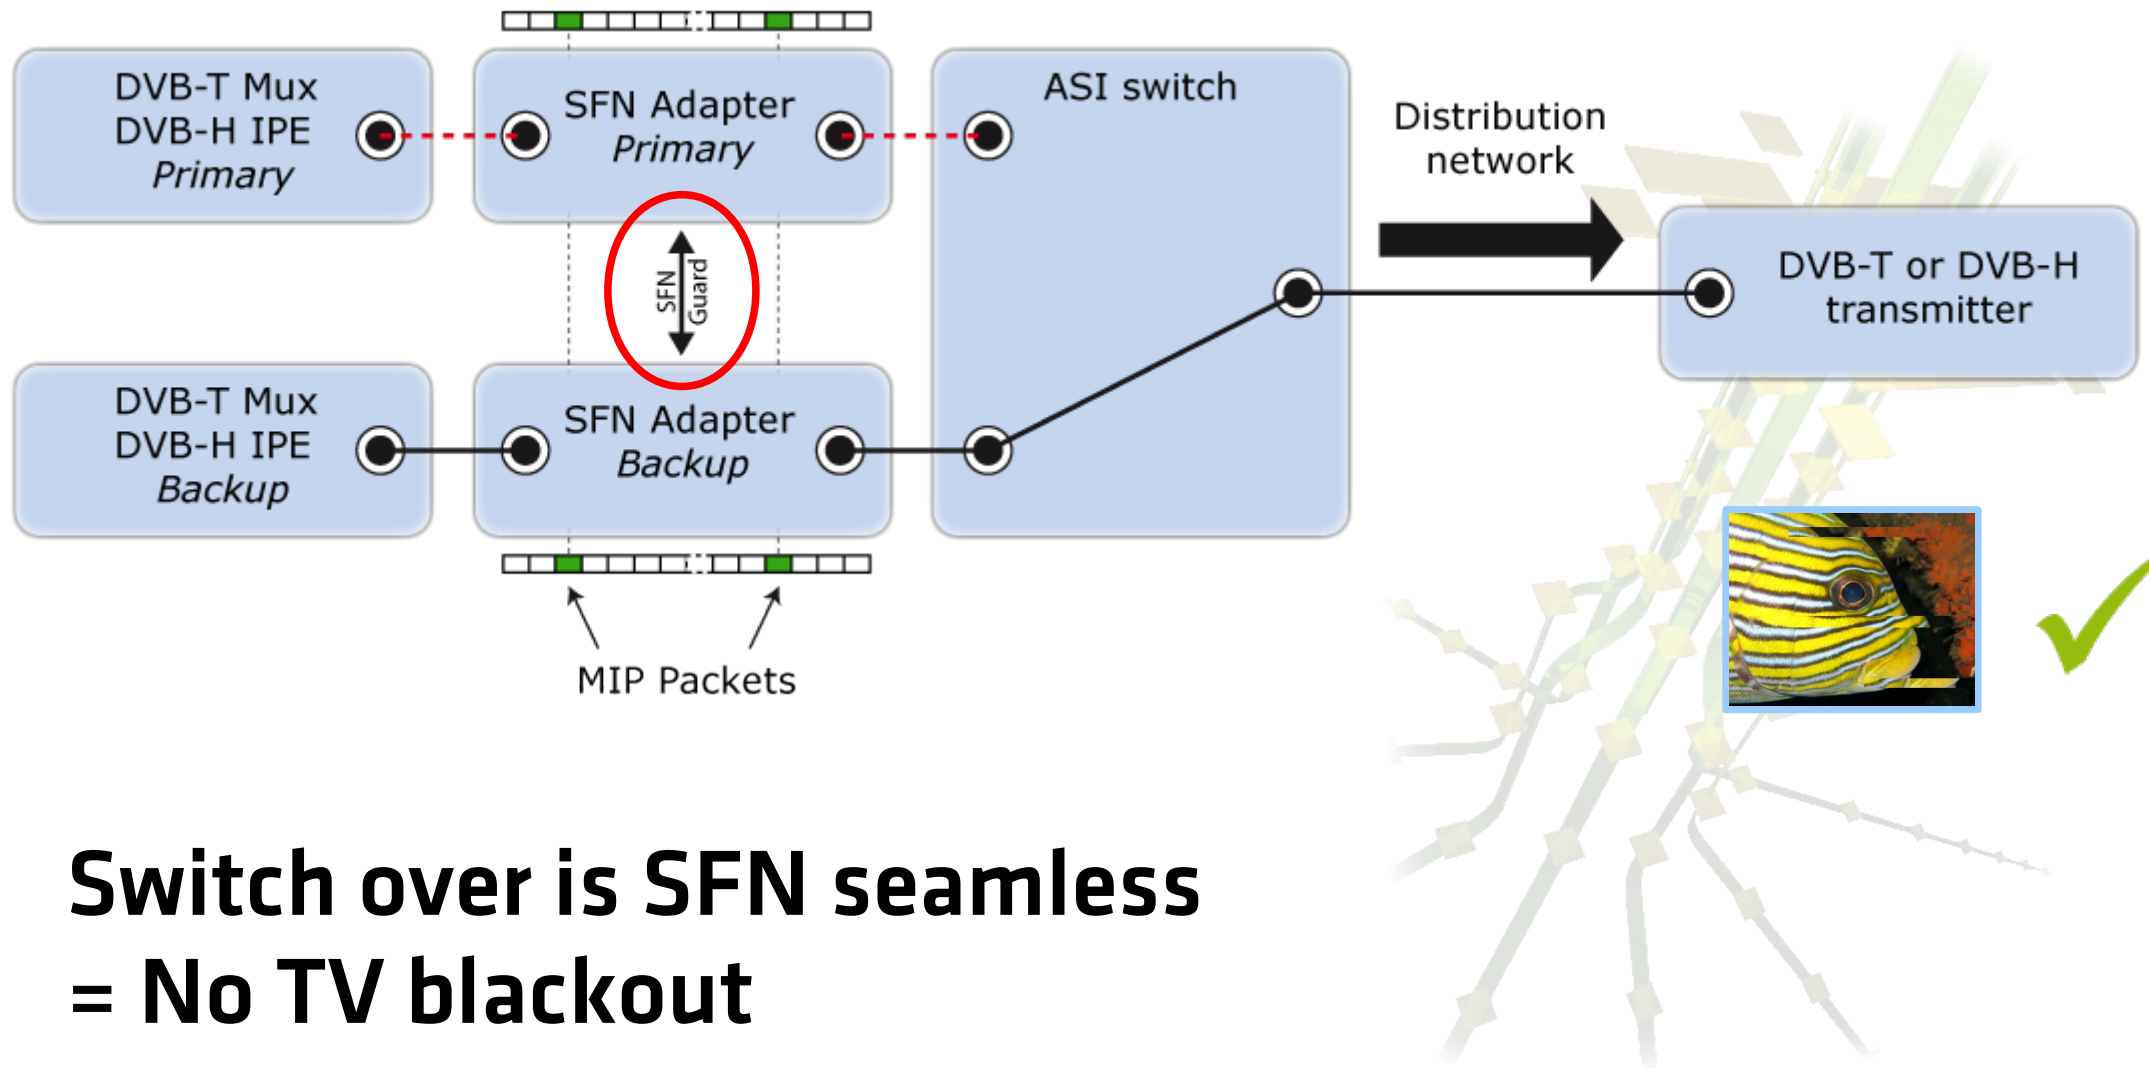 DVB-T Mux
DVB-H IPE
Primary
SFN Adapter
Primary
ASI switch
Distribution
network
SFN
Guard
DVB-T or DVB-H
transmitter
DVB-T Mux
DVB-H IPE
Backup
SFN Adapter
Backup
MIP Packets
Switch over is SFN seamless
= No TV blackout